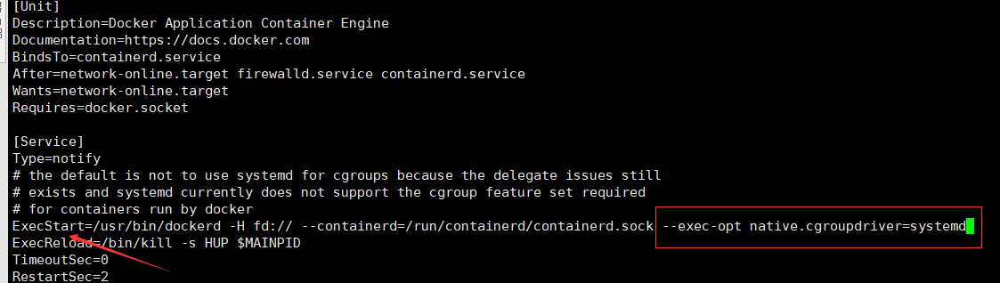 [Unit]
Description=Docker Application Container Engine
Documentation=https://docs.docker.com
BindsTo=containerd.service
After=network-online.target firewalld.service containerd.service
Wants=network-online.target
Requires=docker.socket
[Service]
Type=notify
# the default is not to use systemd for cgroups because the delegate issues still
# exists and systemd currently does not support the cgroup feature set required
# for containers run by docker
ExecStart=/usr/bin/dockerd -H fd:// --containerd=/run/containerd/containerd.sock --exec-opt native.cgroupdriver=systemd
ExecReload=/bin/kill -s HUP $MAINPID
TimeoutSec=0
RestartSec=2